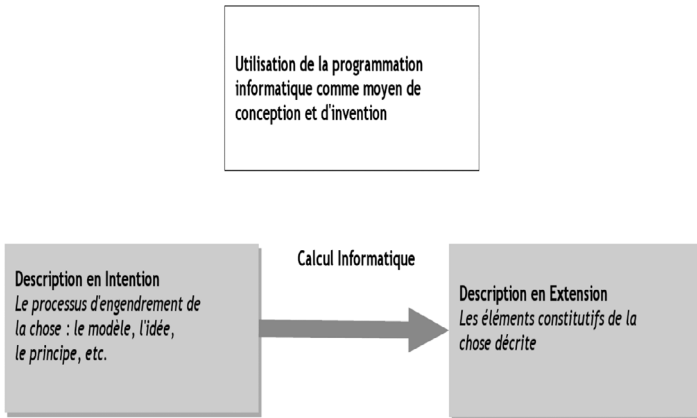 Utilisation de la programmation
informatique comme moyen de
conception et d'invention
Calcul Informatique
Description en Intention
Le processus d'engendrement de
la chose : le modèle, l'idée,
le principe, etc.
Description en Extension
Les éléments constitutifs de la
chose décrite